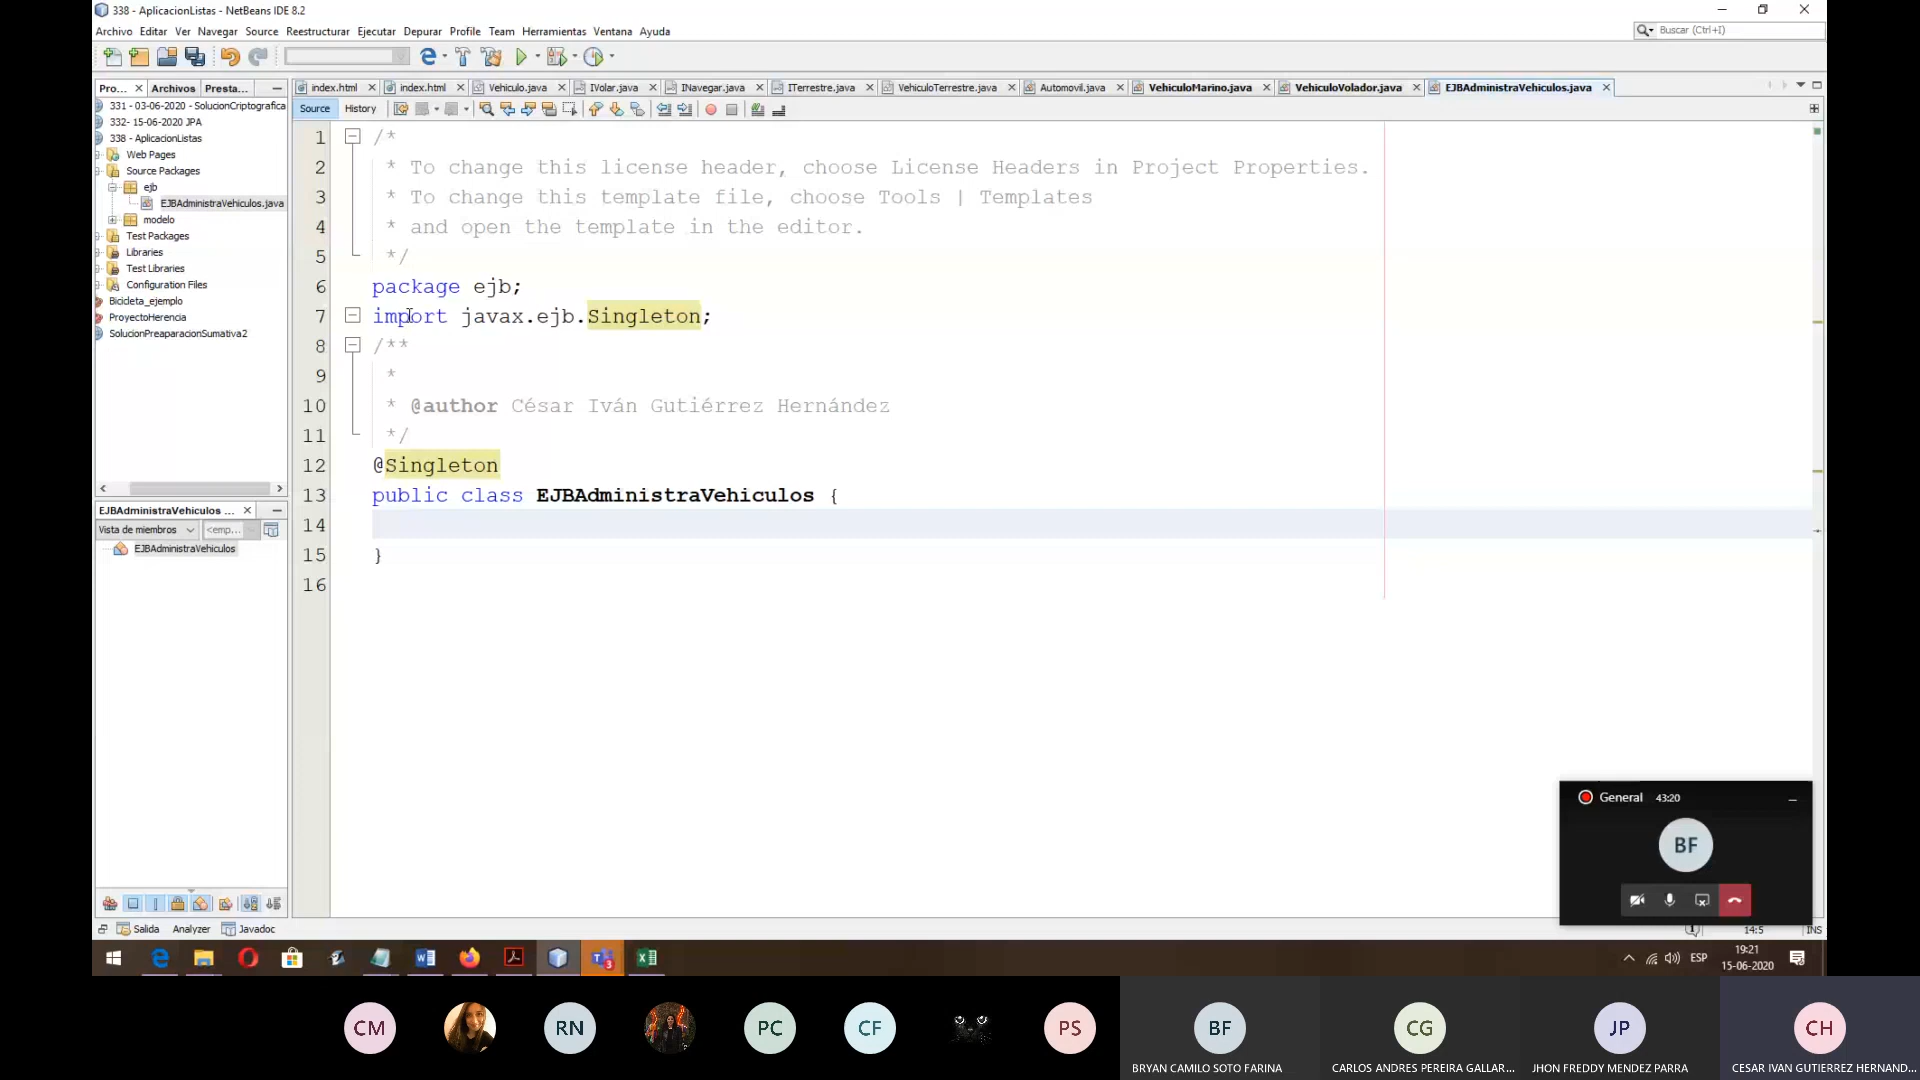 338 - AplicacionListas - NetBeans IDE 8.2
Archivo Editar Ver Navegar Source Reestructurar Ejecutar Depurar Profile Team Herramientas Ventana Ayuda
Buscar (Ctrl+I)
Pro... Archivos Presta...
index.html index.html Vehiculo.java IVolar.java INavegar.java ITerrestre.java VehiculoTerrestre.java Automovil.java VehiculoMarino.java VehiculoVolador.java EJBAdministraVehiculos.java
Source History
331 - 03-06-2020 - SolucionCriptografica
332- 15-06-2020 JPA
338 - AplicacionListas
Web Pages
Source Packages
ejb
EJBAdministraVehiculos.java
modelo
Test Packages
Libraries
Test Libraries
Configuration Files
Bicicleta_ejemplo
ProyectoHerencia
SolucionPreaparacionSumativa2
EJBAdministraVehiculos ...
Vista de miembros <emp...
EJBAdministraVehiculos
1 /*
2 * To change this license header, choose License Headers in Project Properties.
3 * To change this template file, choose Tools | Templates
4 * and open the template in the editor.
5 */
6 package ejb;
7 import javax.ejb.Singleton;
8 /**
9 *
10 * @author César Iván Gutiérrez Hernández
11 */
12 @Singleton
13 public class EJBAdministraVehiculos {
14
15 }
16
General 43:20
BF
Salida Analyzer Javadoc
14:5 INS
ESP
19:21
15-06-2020
CM RN PC CF PS BF CG JP CH
BRYAN CAMILO SOTO FARINA
CARLOS ANDRES PEREIRA GALLAR...
JHON FREDDY MENDEZ PARRA
CESAR IVAN GUTIERREZ HERNAND...